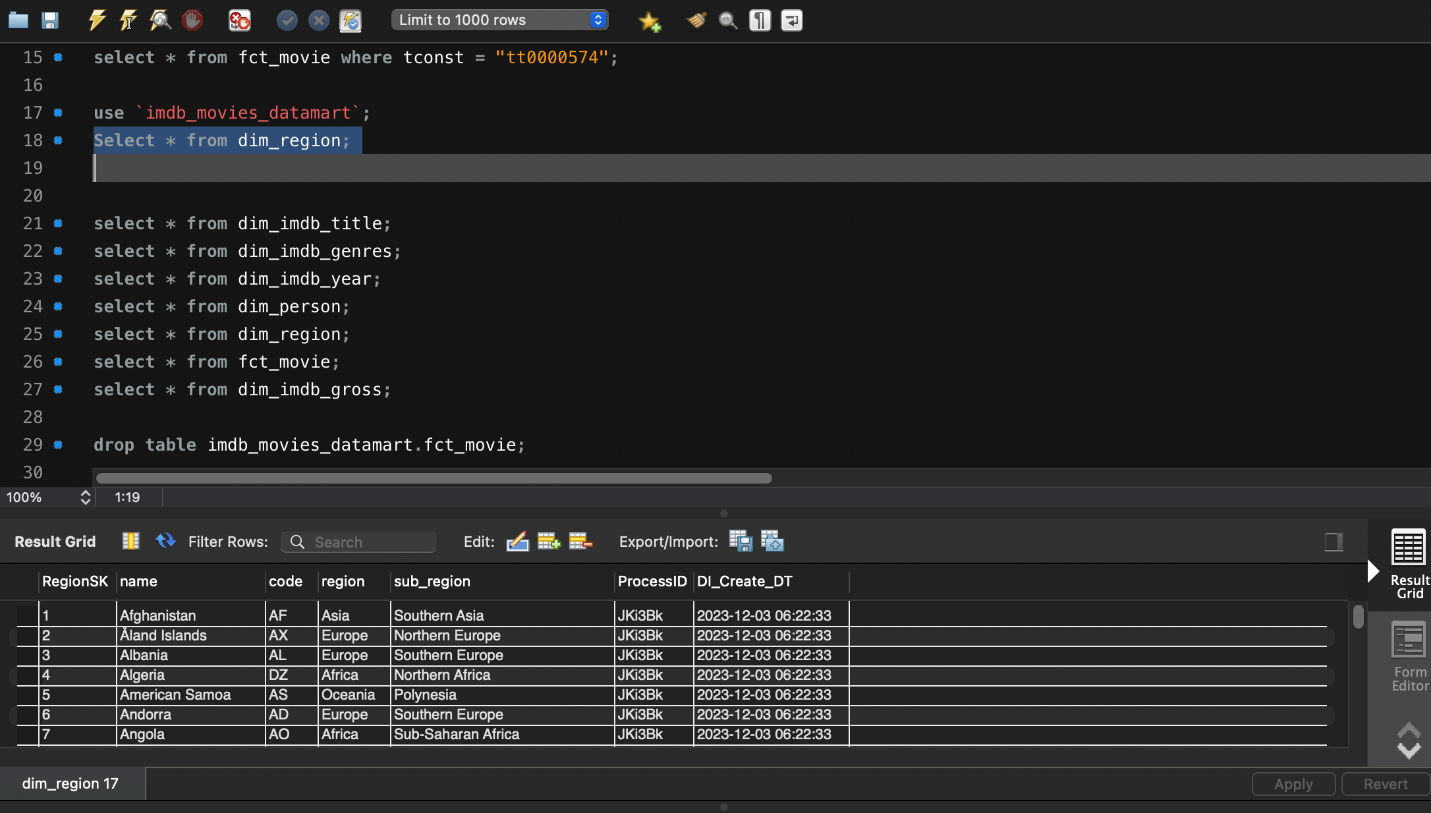 Limit to 1000 rows
15 select * from fct_movie where tconst = "tt0000574";
16
17 use `imdb_movies_datamart`;
18 Select * from dim_region;
19
20
21 select * from dim_imdb_title;
22 select * from dim_imdb_genres;
23 select * from dim_imdb_year;
24 select * from dim_person;
25 select * from dim_region;
26 select * from fct_movie;
27 select * from dim_imdb_gross;
28
29 drop table imdb_movies_datamart.fct_movie;
30
100% 1:19
Result Grid Filter Rows: Search Edit: Export/Import:
RegionSK name code region sub_region ProcessID DI_Create_DT
1 Afghanistan AF Asia Southern Asia JKi3Bk 2023-12-03 06:22:33
2 Åland Islands AX Europe Northern Europe JKi3Bk 2023-12-03 06:22:33
3 Albania AL Europe Southern Europe JKi3Bk 2023-12-03 06:22:33
4 Algeria DZ Africa Northern Africa JKi3Bk 2023-12-03 06:22:33
5 American Samoa AS Oceania Polynesia JKi3Bk 2023-12-03 06:22:33
6 Andorra AD Europe Southern Europe JKi3Bk 2023-12-03 06:22:33
7 Angola AO Africa Sub-Saharan Africa JKi3Bk 2023-12-03 06:22:33
Result
Grid
Form
Editor
dim_region 17
Apply Revert